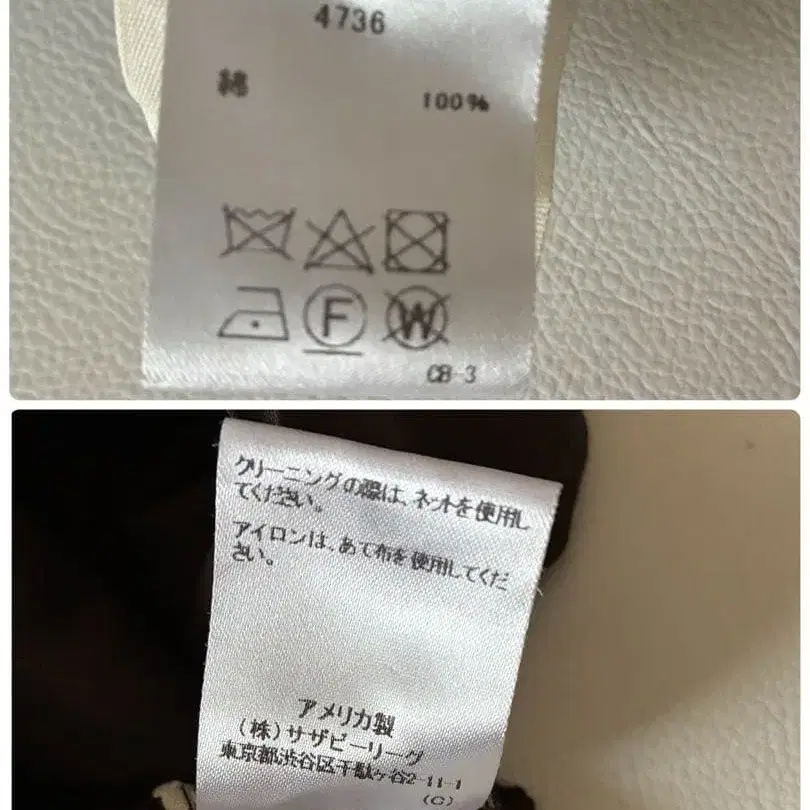 4736
綿 100%
F W
CB-3
クリーニングの際は、ネットを使用し
てください。
アイロンは、あて布を使用してくだ
さい。
アメリカ製
(株)サザビーリーグ
東京都渋谷区千駄ヶ谷2-11-1
(C)